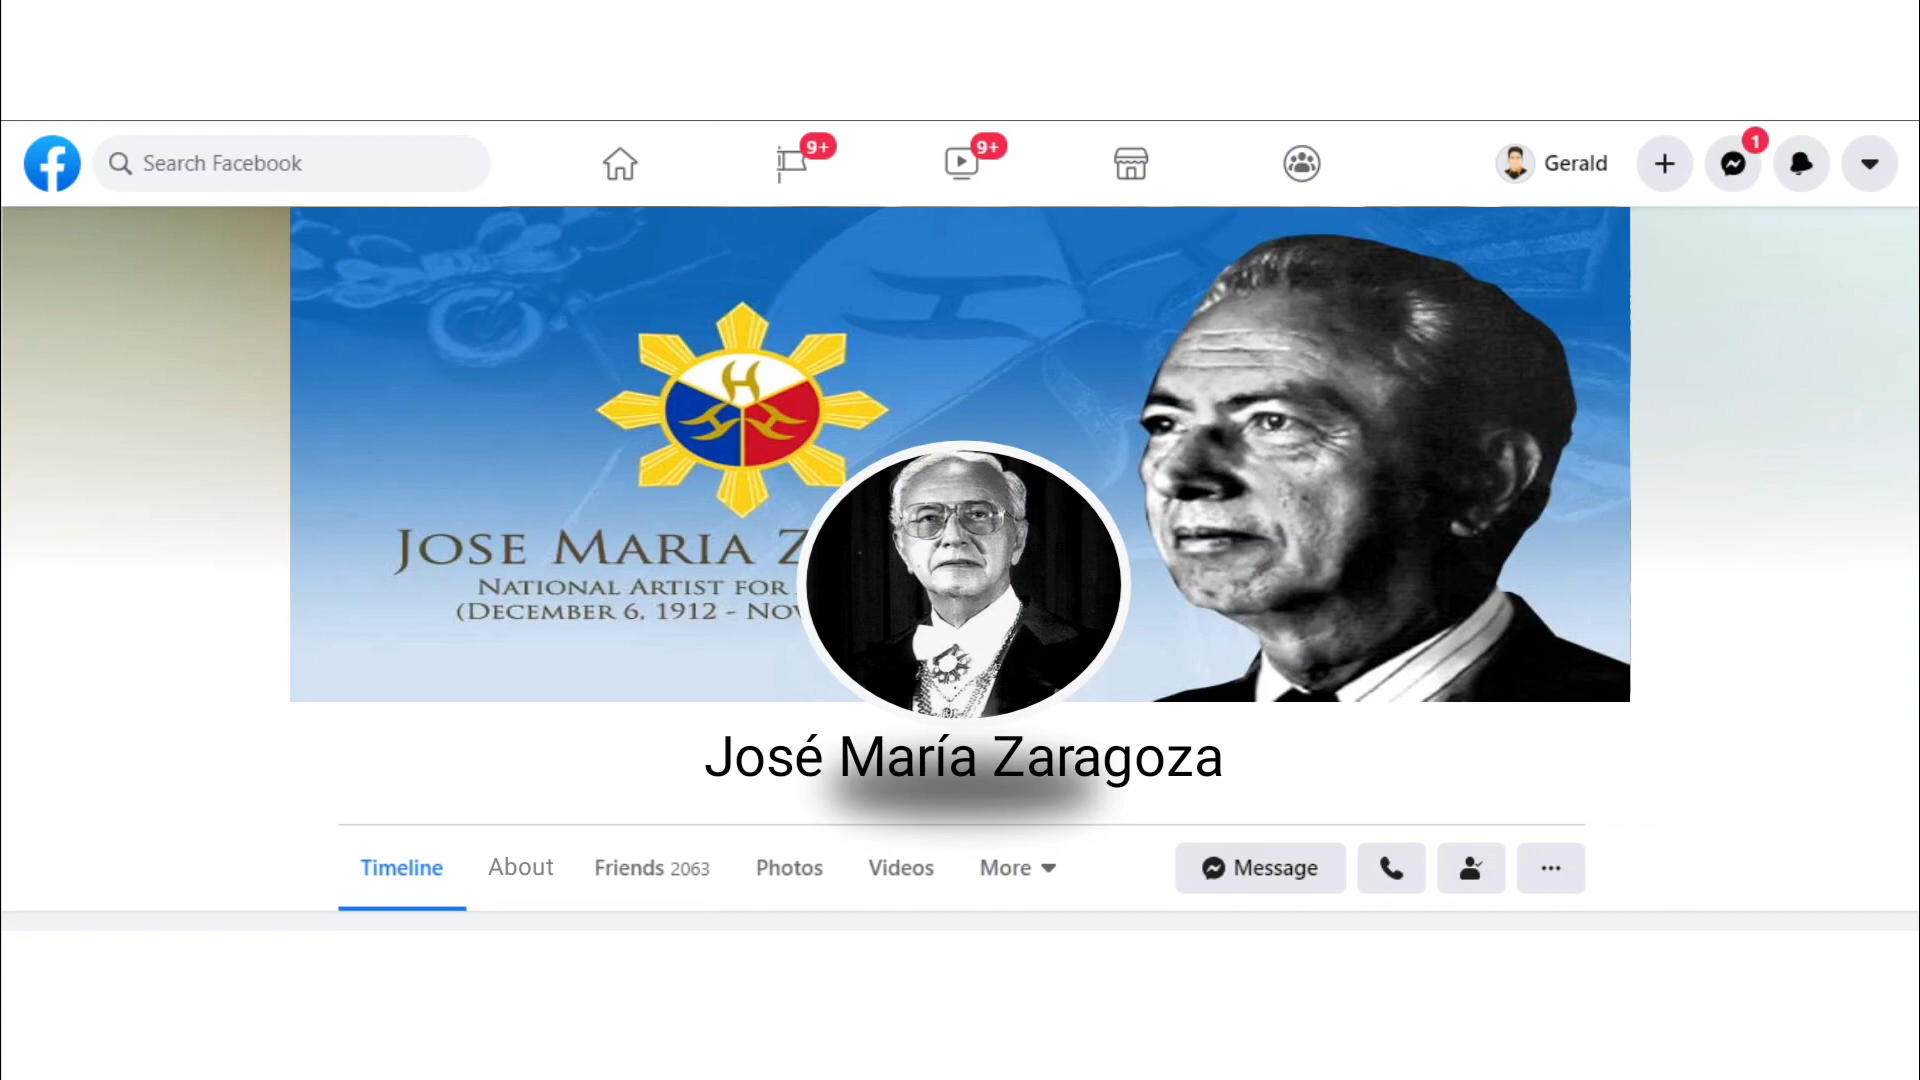 Search Facebook
9+
9+
Gerald
1
JOSE MARIA Z
NATIONAL ARTIST FOR
(DECEMBER 6, 1912 - NOV
José María Zaragoza
Timeline About Friends 2063 Photos Videos More Message